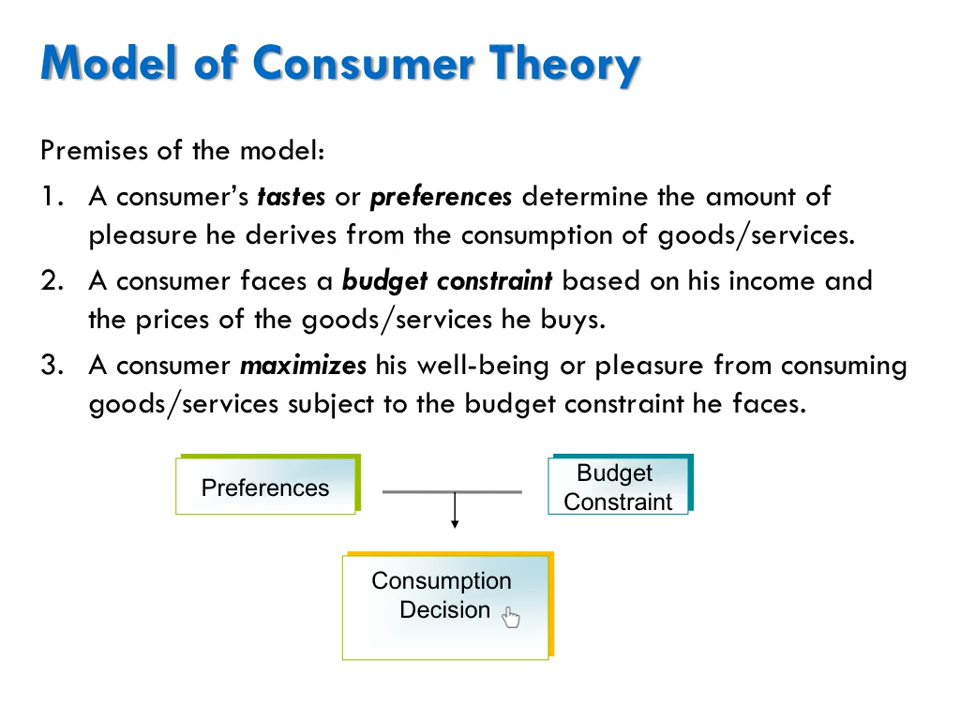 Model of Consumer Theory
Premises of the model:
1. A consumer's tastes or preferences determine the amount of
pleasure he derives from the consumption of goods/services.
2. A consumer faces a budget constraint based on his income and
the prices of the goods/services he buys.
3. A consumer maximizes his well-being or pleasure from consuming
goods/services subject to the budget constraint he faces.
Preferences
Budget
Constraint
Consumption
Decision